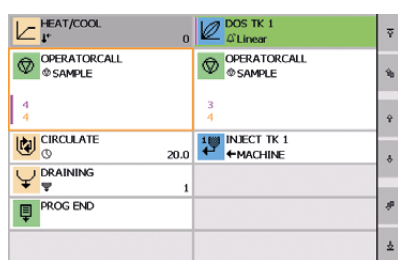 HEAT/COOL
0
DOS TK 1
Linear
OPERATORCALL
SAMPLE
4
4
OPERATORCALL
SAMPLE
3
4
CIRCULATE
20.0
1
INJECT TK 1
MACHINE
DRAINING
1
PROG END